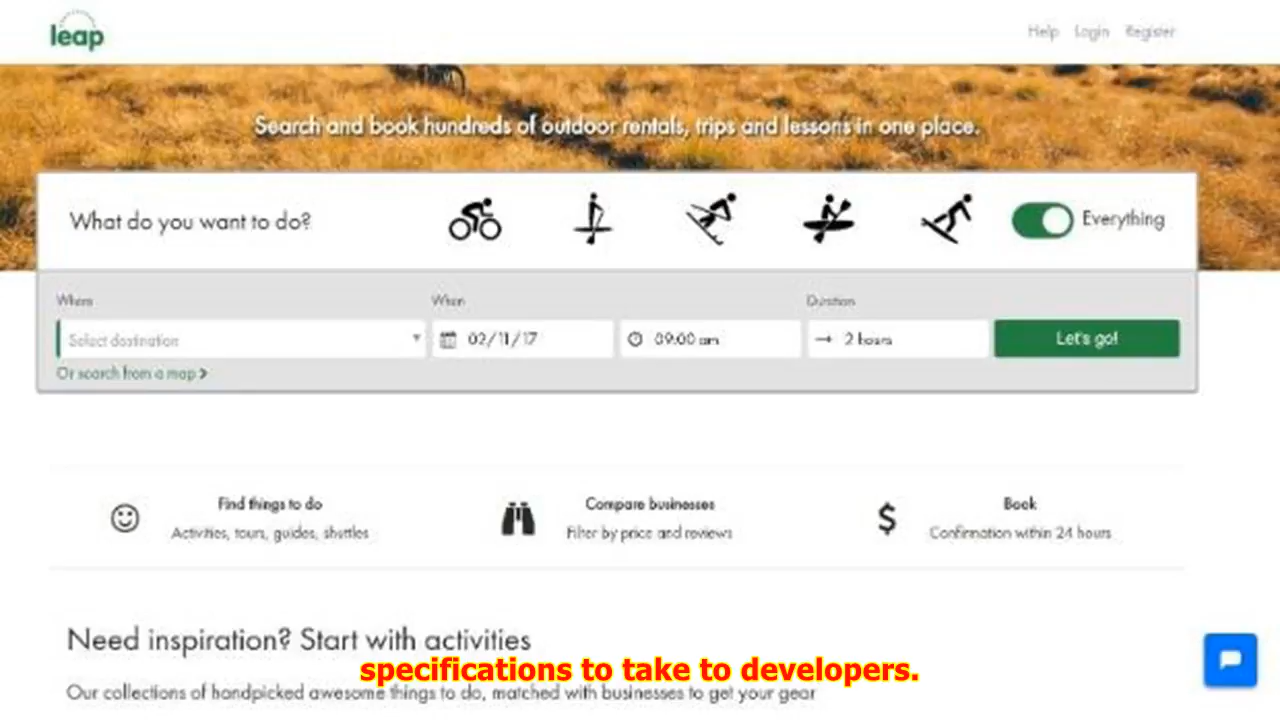 leap
Help Login Register
Search and book hundreds of outdoor rentals, trips and lessons in one place.
What do you want to do?
Everything
Where
When
Duration
Select destination
02/11/17
09:00 am
2 hours
Let's go!
Or search from a map
Find things to do
Activities, tours, guides, shuttles
Compare businesses
Filter by price and reviews
$
Book
Confirmation within 24 hours
Need inspiration? Start with activities
specifications to take to developers.
Our collections of handpicked awesome things to do, matched with businesses to get your gear